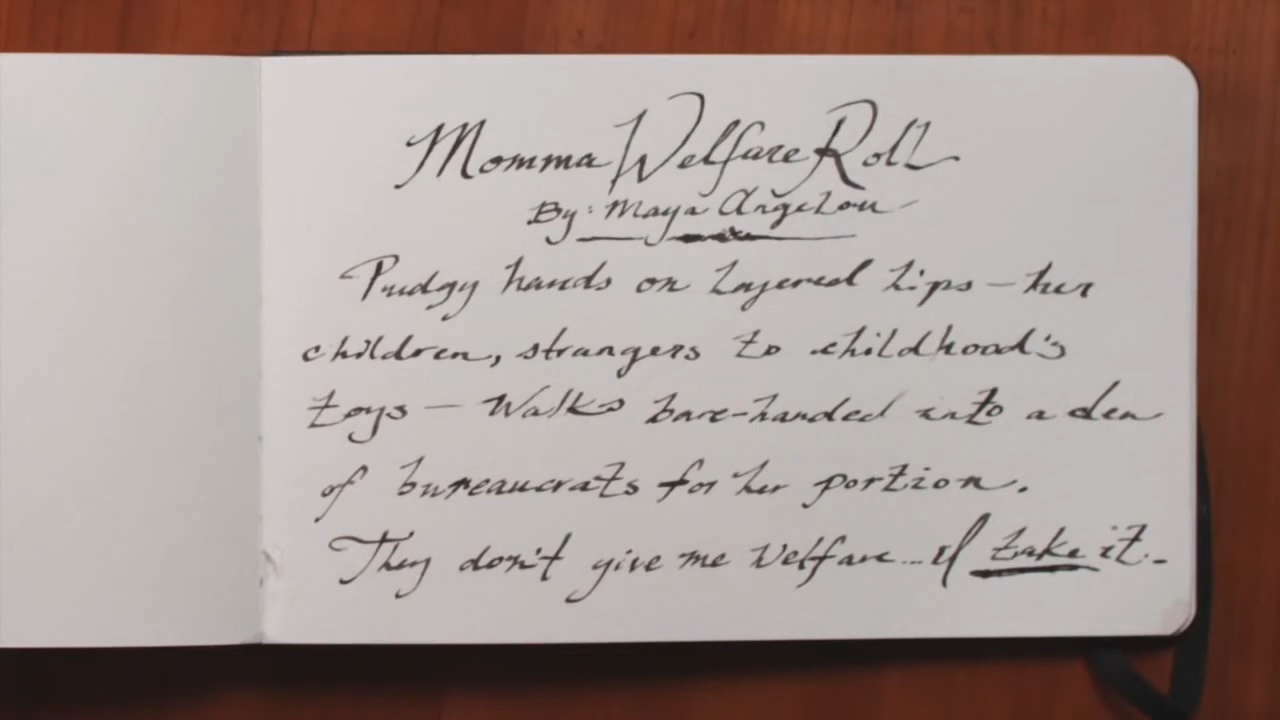 Momma Welfare Roll
By: Maya Angelou
Pudgy hands on layered hips – her
children, strangers to childhood's
toys – Walks bare-handed into a den
of bureaucrats for her portion.
They don't give me Welfare... I take it.-